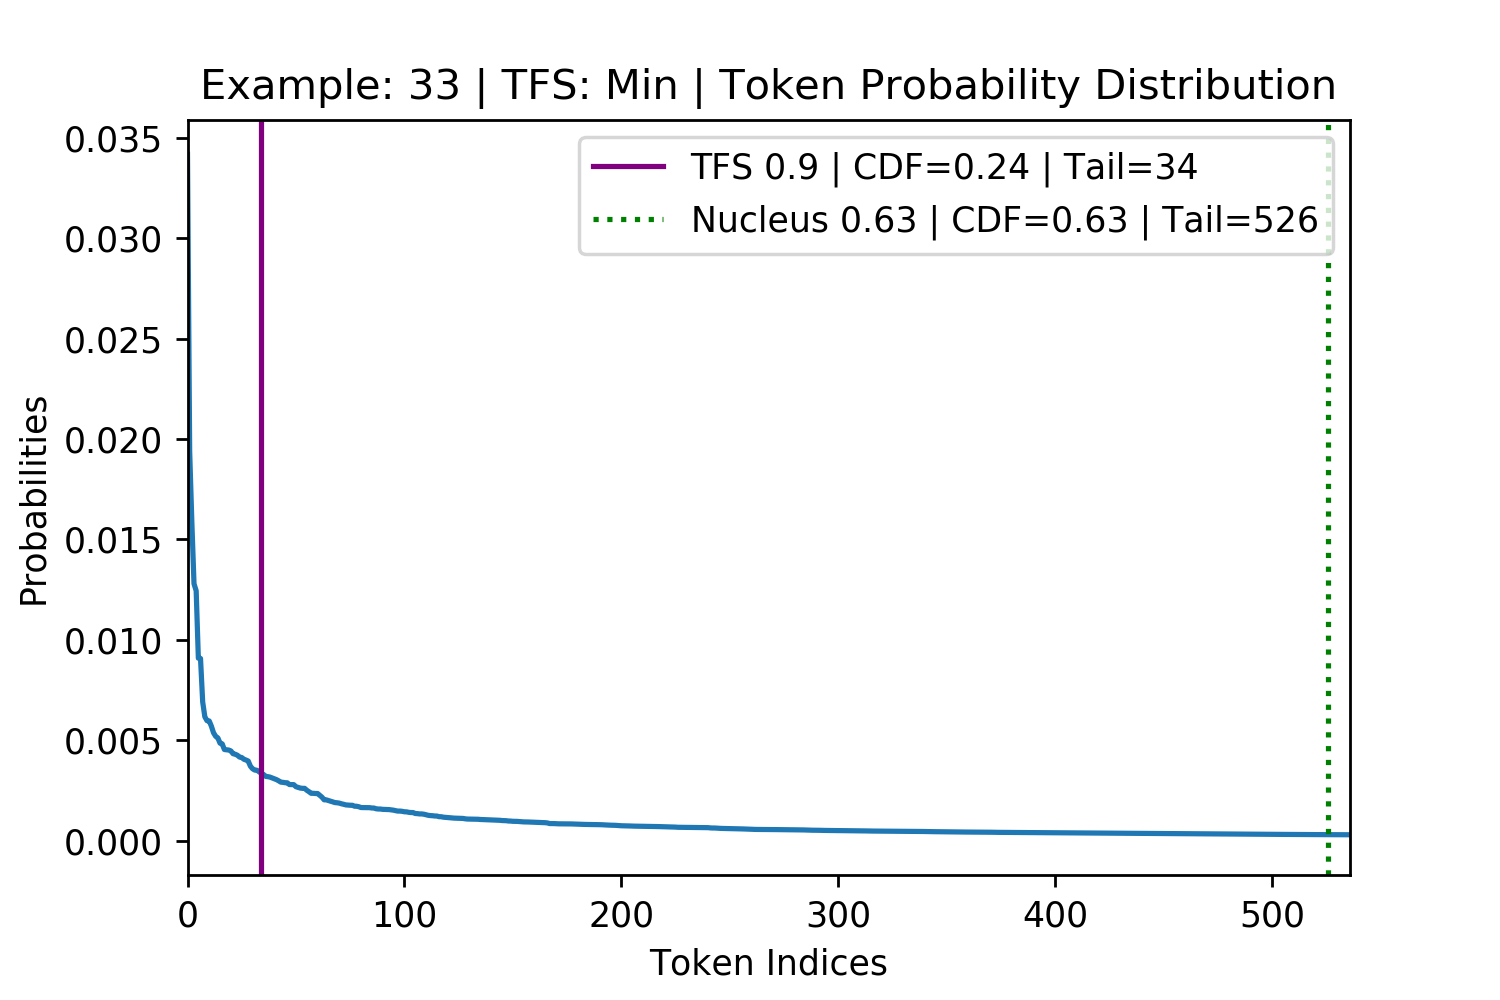 Example: 33 | TFS: Min | Token Probability Distribution
TFS 0.9 | CDF=0.24 | Tail=34
Nucleus 0.63 | CDF=0.63 | Tail=526
0.035
0.030
0.025
0.020
0.015
0.010
0.005
0.000
Probabilities
0 100 200 300 400 500
Token Indices